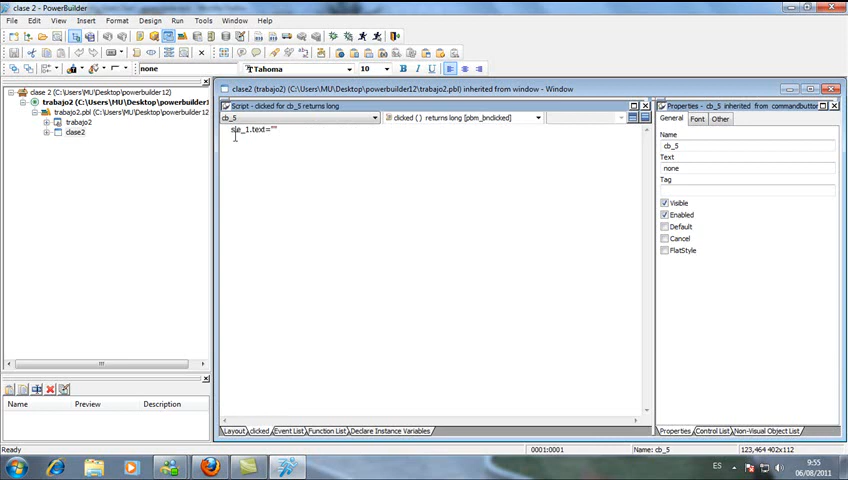 clase 2 - PowerBuilder
File Edit View Insert Format Design Run Tools Window Help
none
Tahoma
10
B I U
clase 2 (C:\Users\MU\Desktop\powerbuilder12)
trabajo2 (C:\Users\MU\Desktop\powerbuilder1
trabajo2.pbl (C:\Users\MU\Desktop\powerbuilder12
trabajo2
clase2
Name Preview Description
clase2 (trabajo2) (C:\Users\MU\Desktop\powerbuilder12\trabajo2.pbl) inherited from window - Window
Script - clicked for cb_5 returns long
cb_5
clicked ( ) returns long [pbm_bnclicked]
sle_1.text=""
Layout clicked Event List Function List Declare Instance Variables
Properties - cb_5 inherited from commandbutton
General Font Other
Name
cb_5
Text
none
Tag
Visible
Enabled
Default
Cancel
FlatStyle
Properties Control List Non-Visual Object List
Ready
0001:0001
Name: cb_5
123,464 402x112
ES
9:55
06/08/2011